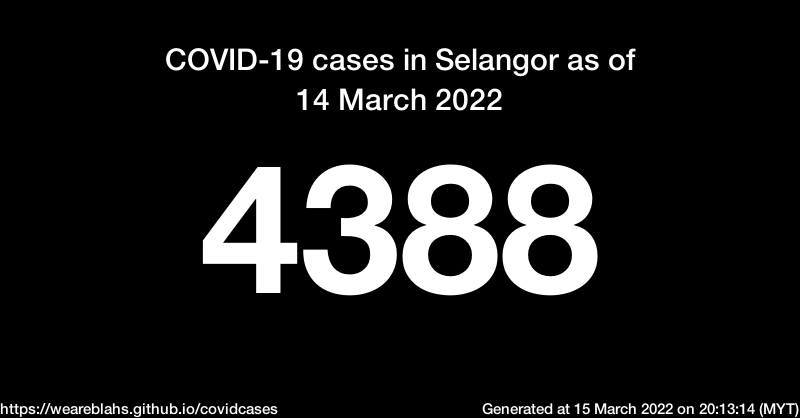 COVID-19 cases in Selangor as of
14 March 2022
4388
https://weareblahs.github.io/covidcases
Generated at 15 March 2022 on 20:13:14 (MYT)